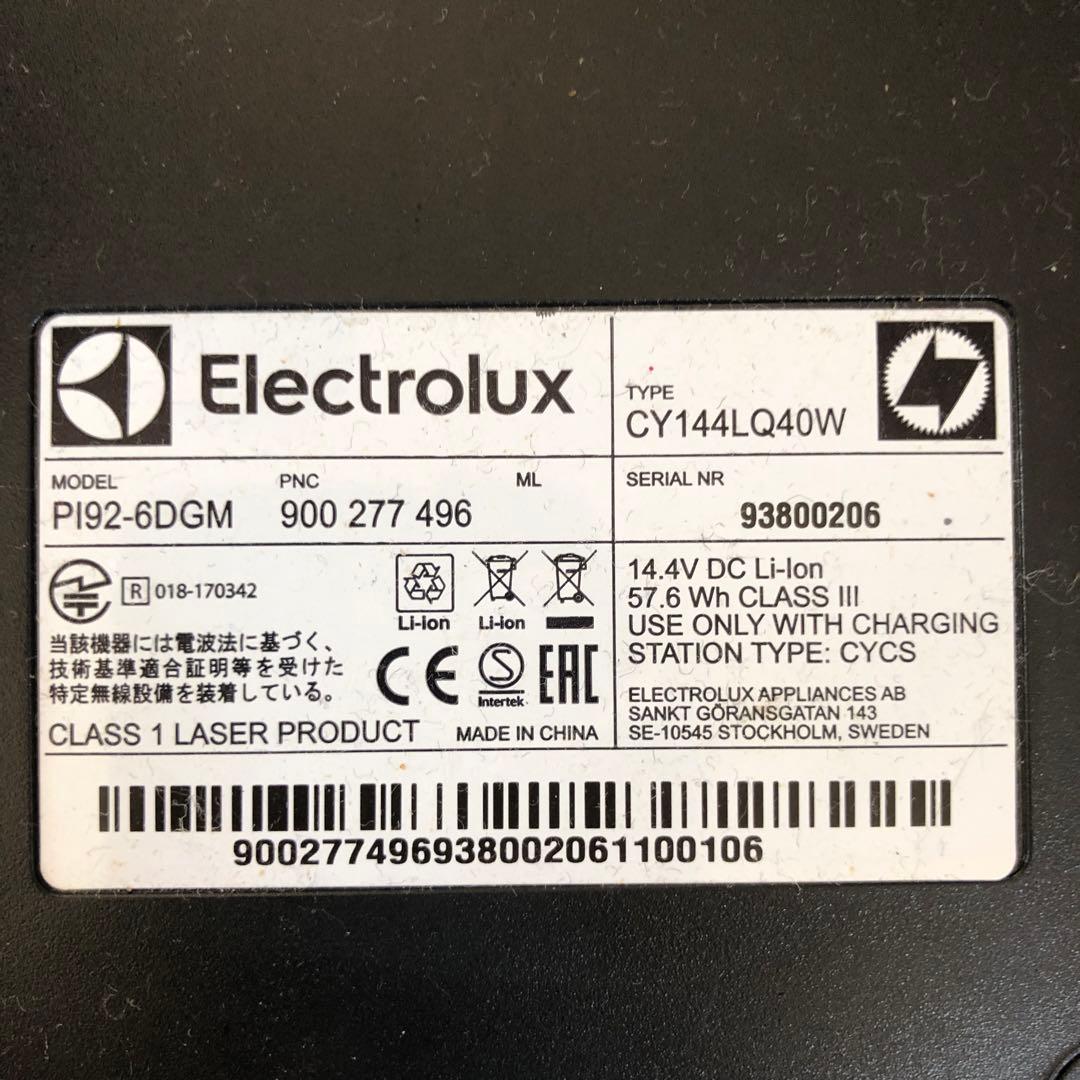 Electrolux
TYPE
CY144LQ40W
MODEL
PI92-6DGM
PNC
900 277 496
ML
SERIAL NR
93800206
R 018-170342
当該機器には電波法に基づく、
技術基準適合証明等を受けた
特定無線設備を装着している。
CLASS 1 LASER PRODUCT
Li-ion
Li-ion
CE
S
Intertek
EAC
MADE IN CHINA
14.4V DC Li-Ion
57.6 Wh CLASS III
USE ONLY WITH CHARGING
STATION TYPE: CYCS
ELECTROLUX APPLIANCES AB
SANKT GÖRANSGATAN 143
SE-10545 STOCKHOLM, SWEDEN
900277496938002061100106